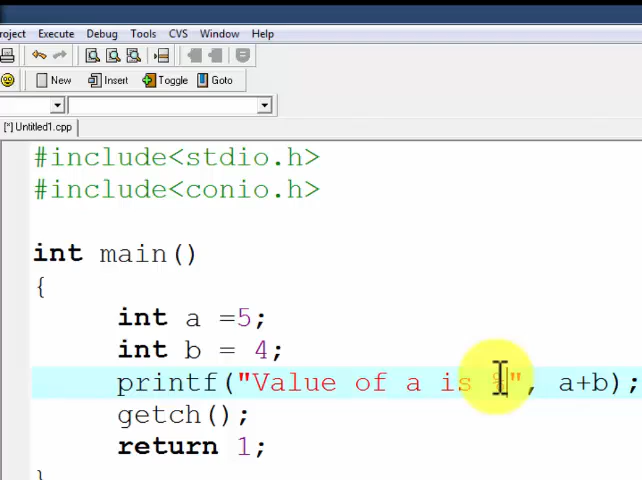 roject Execute Debug Tools CVS Window Help
New Insert Toggle Goto
[*] Untitled1.cpp
#include<stdio.h>
#include<conio.h>
int main()
{
int a =5;
int b = 4;
printf("Value of a is %", a+b);
getch();
return 1;
}